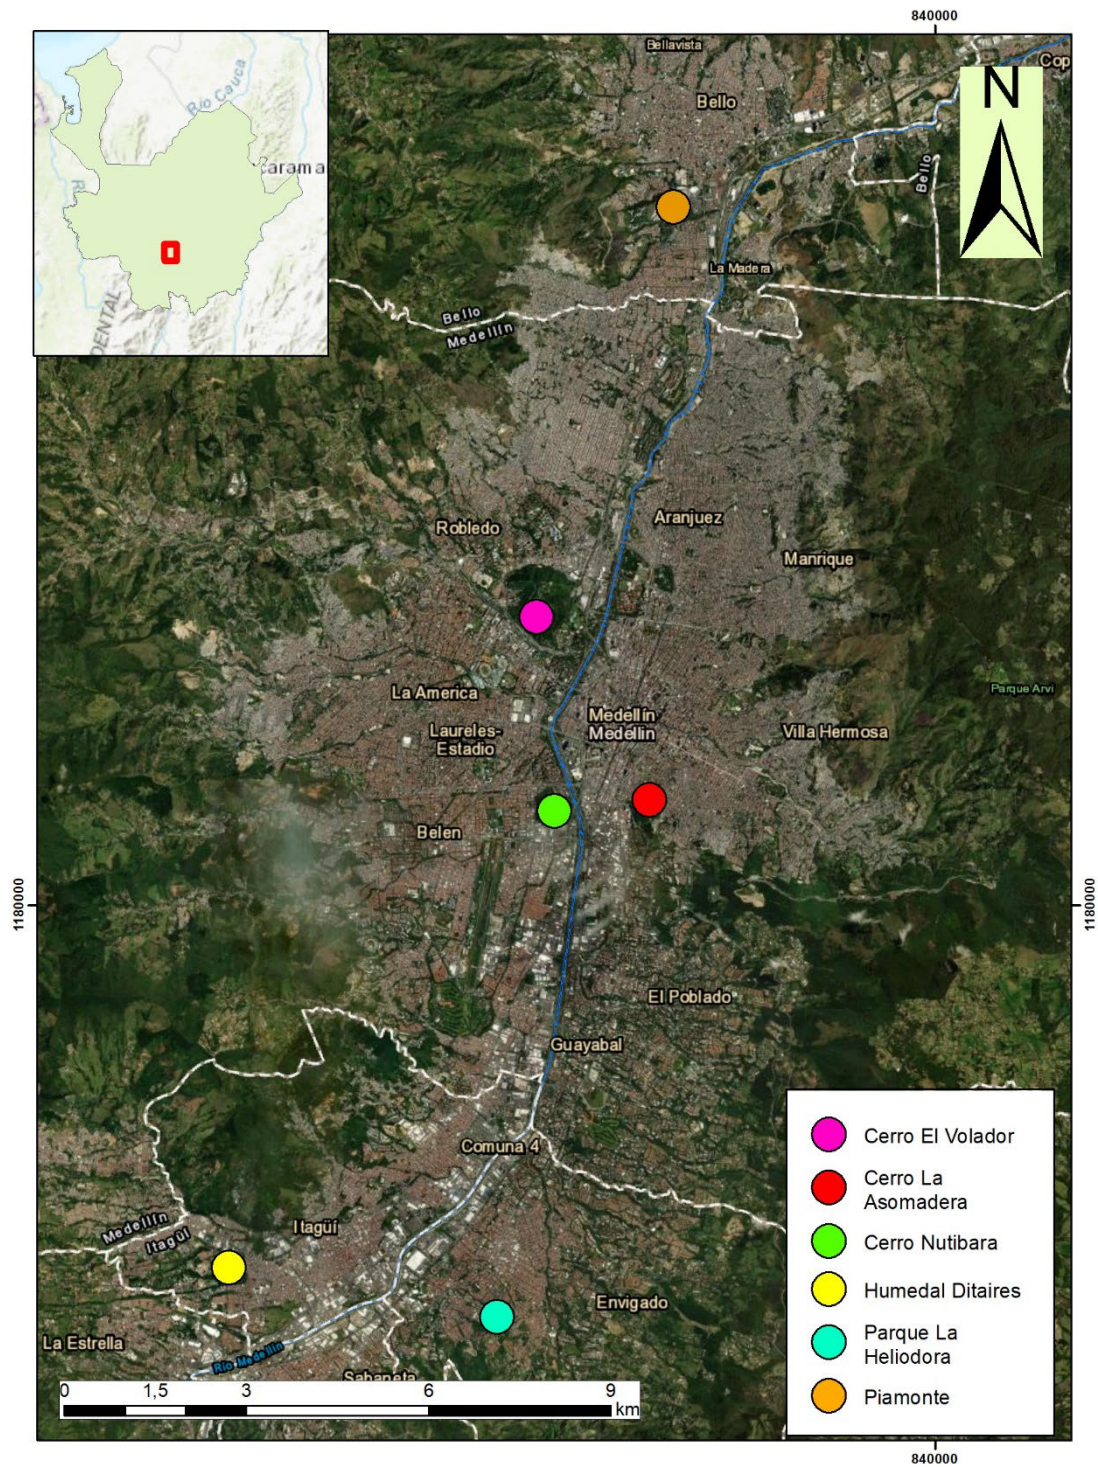 840000
Bellavista
Cop
Río Cauca
N
Bello
arama
Bello
La Madera
DENTAL
Bello
Medellín
Aranjuez
Robledo
Manrique
La America
Parque Arvi
Medellín
Medellin
Laureles-
Estadio
Villa Hermosa
Belen
1180000
1180000
El Poblado
Guayabal
Comuna 4
Medellín
Itagüí
Itagüí
Envigado
La Estrella
Río Medellín
Sabaneta
0 1,5 3 6 9
km
Cerro El Volador
Cerro La
Asomadera
Cerro Nutibara
Humedal Ditaires
Parque La
Heliodora
Piamonte
840000